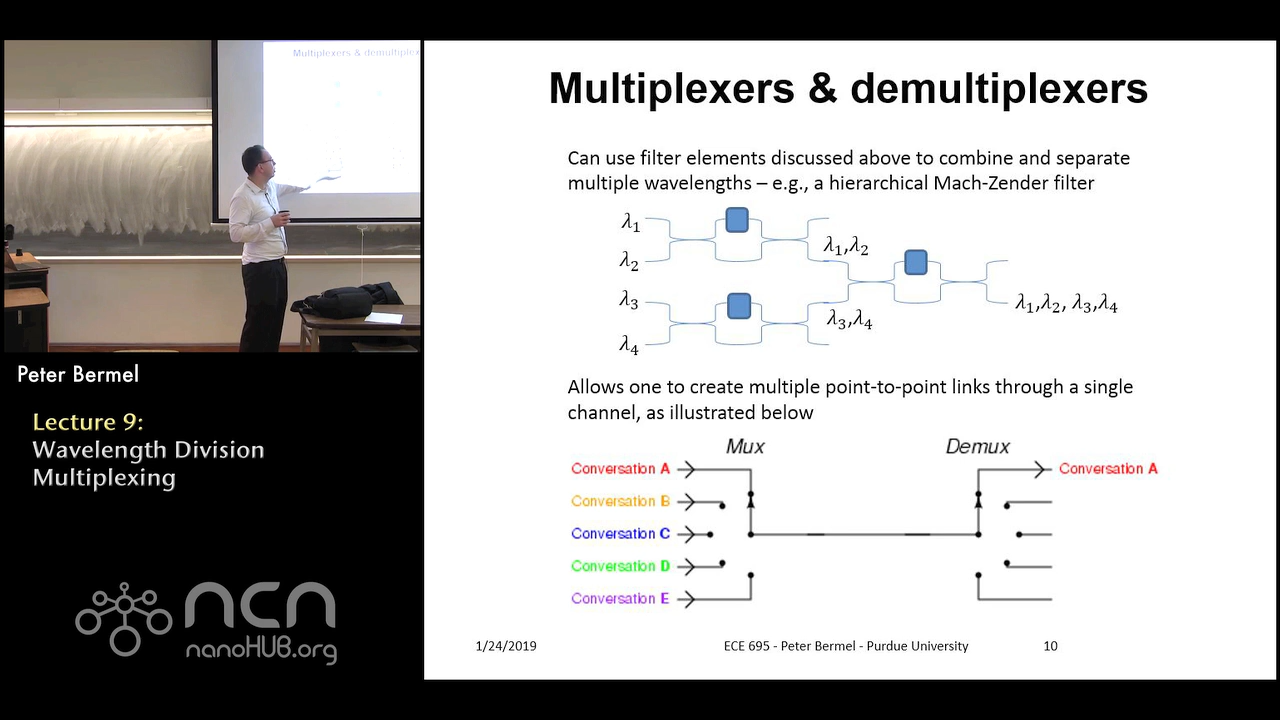 Multiplexers & demultiplex
Peter Bermel
Lecture 9:
Wavelength Division
Multiplexing
ncn
nanoHUB.org
Multiplexers & demultiplexers
Can use filter elements discussed above to combine and separate
multiple wavelengths – e.g., a hierarchical Mach-Zender filter
λ1
λ2
λ3
λ4
λ1,λ2
λ3,λ4
λ1,λ2, λ3,λ4
Allows one to create multiple point-to-point links through a single
channel, as illustrated below
Mux
Demux
Conversation A
Conversation B
Conversation C
Conversation D
Conversation E
Conversation A
1/24/2019
ECE 695 - Peter Bermel - Purdue University
10